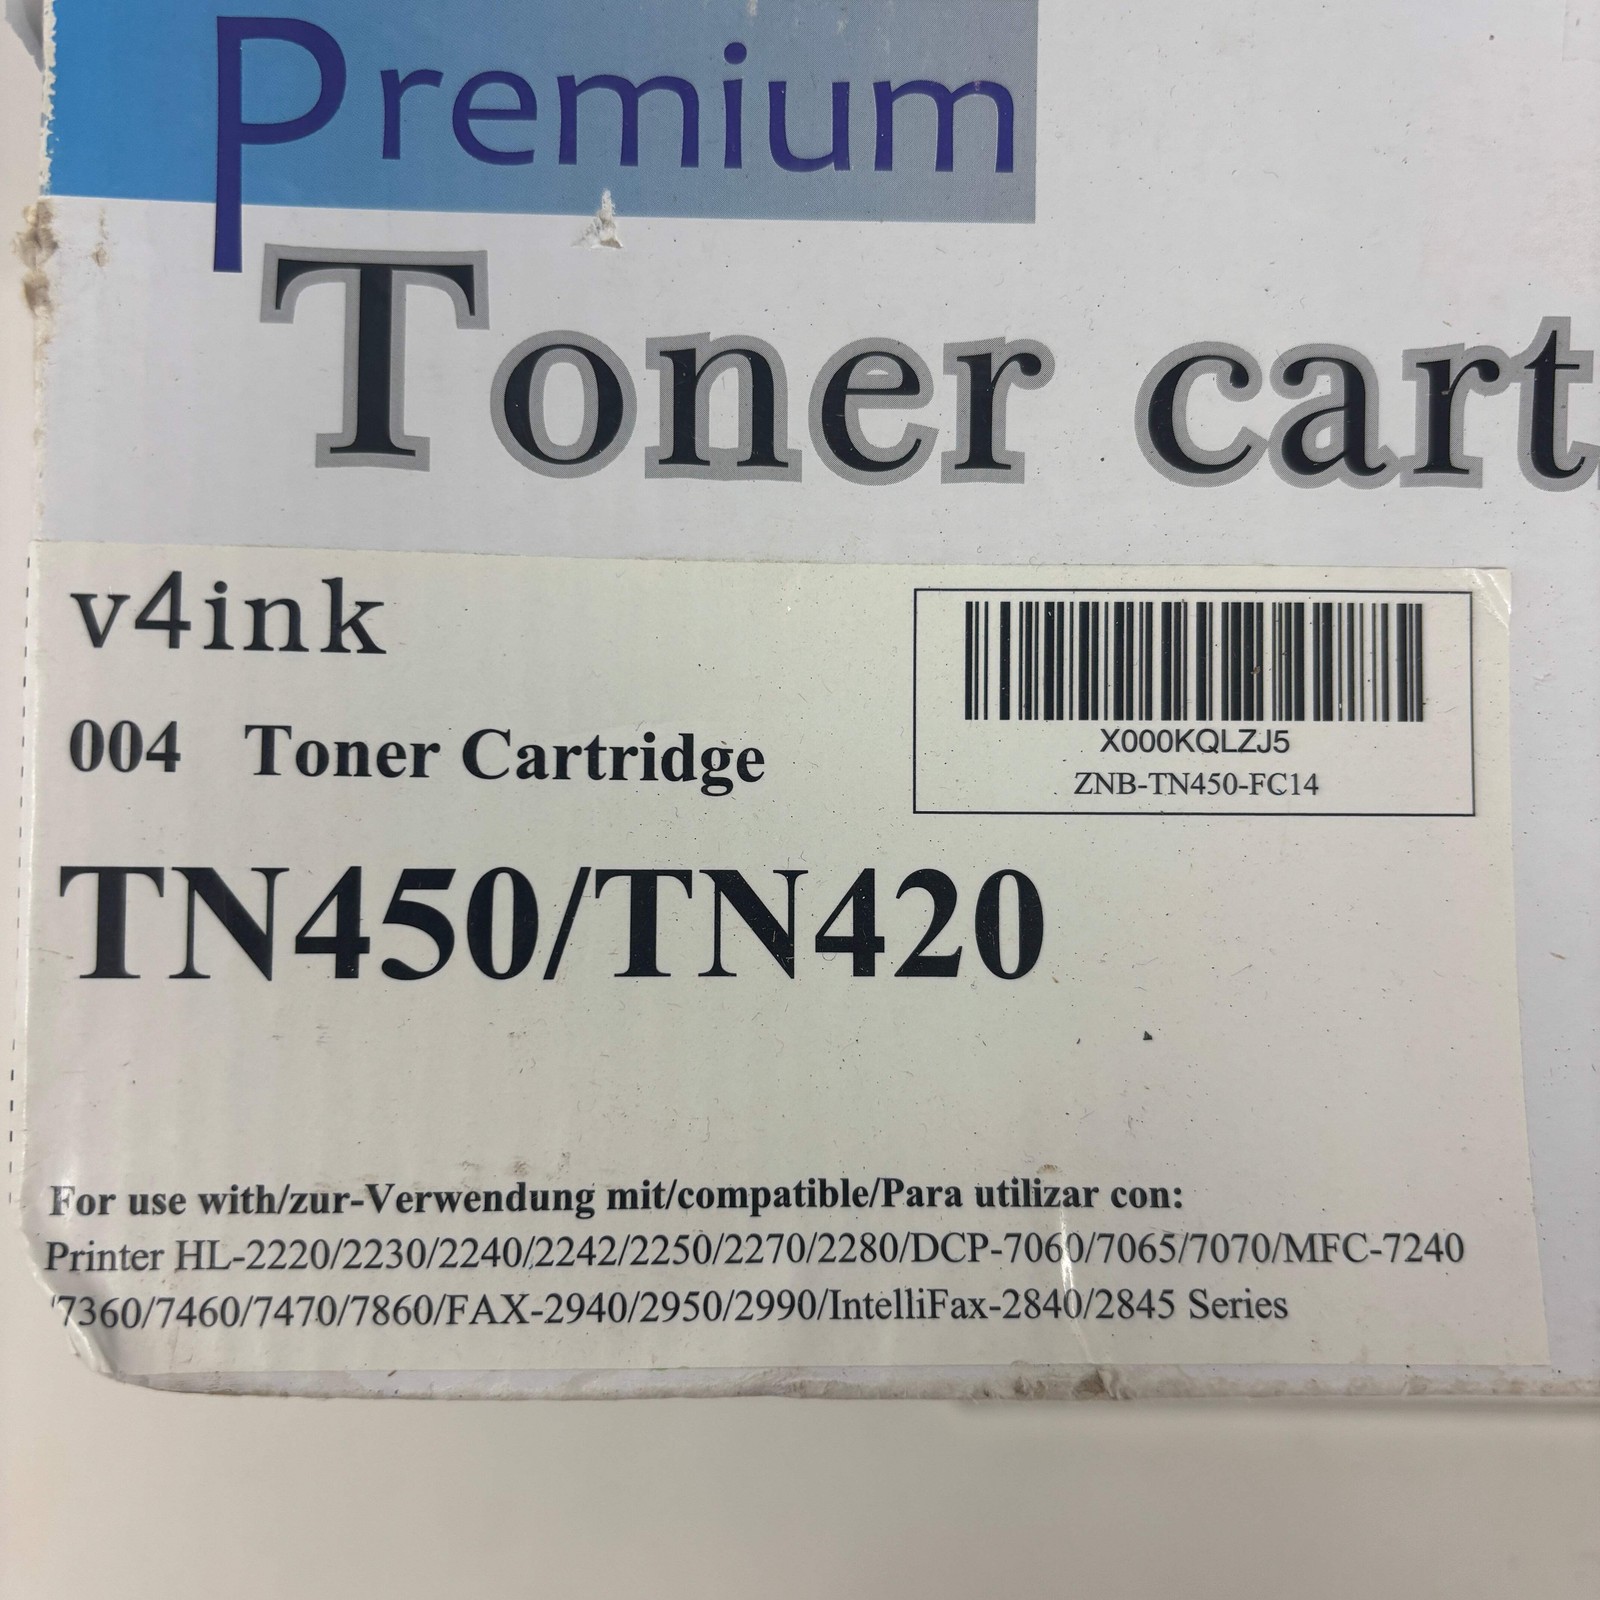 Premium
Toner cart
v4ink
004 Toner Cartridge
X000KQLZJ5
ZNB-TN450-FC14
TN450/TN420
For use with/zur-Verwendung mit/compatible/Para utilizar con:
Printer HL-2220/2230/2240/2242/2250/2270/2280/DCP-7060/7065/7070/MFC-7240
/7360/7460/7470/7860/FAX-2940/2950/2990/IntelliFax-2840/2845 Series